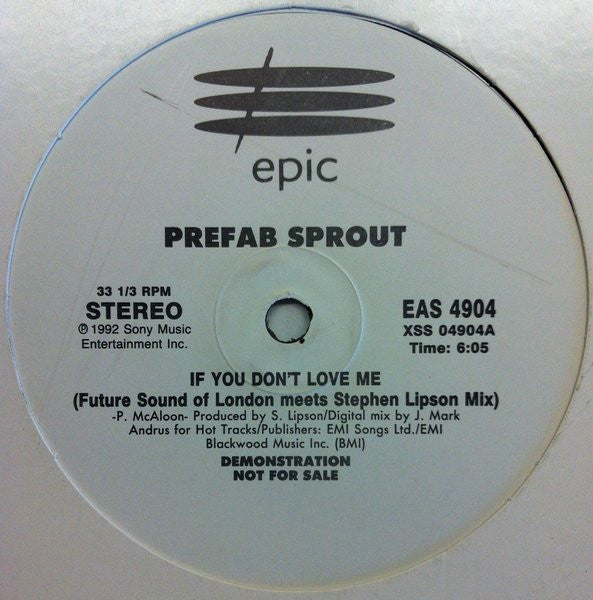 epic
PREFAB SPROUT
33 1/3 RPM
STEREO
℗ 1992 Sony Music
Entertainment Inc.
EAS 4904
XSS 04904A
Time: 6:05
IF YOU DON'T LOVE ME
(Future Sound of London meets Stephen Lipson Mix)
-P. McAloon- Produced by S. Lipson/Digital mix by J. Mark
Andrus for Hot Tracks/Publishers: EMI Songs Ltd./EMI
Blackwood Music Inc. (BMI)
DEMONSTRATION
NOT FOR SALE